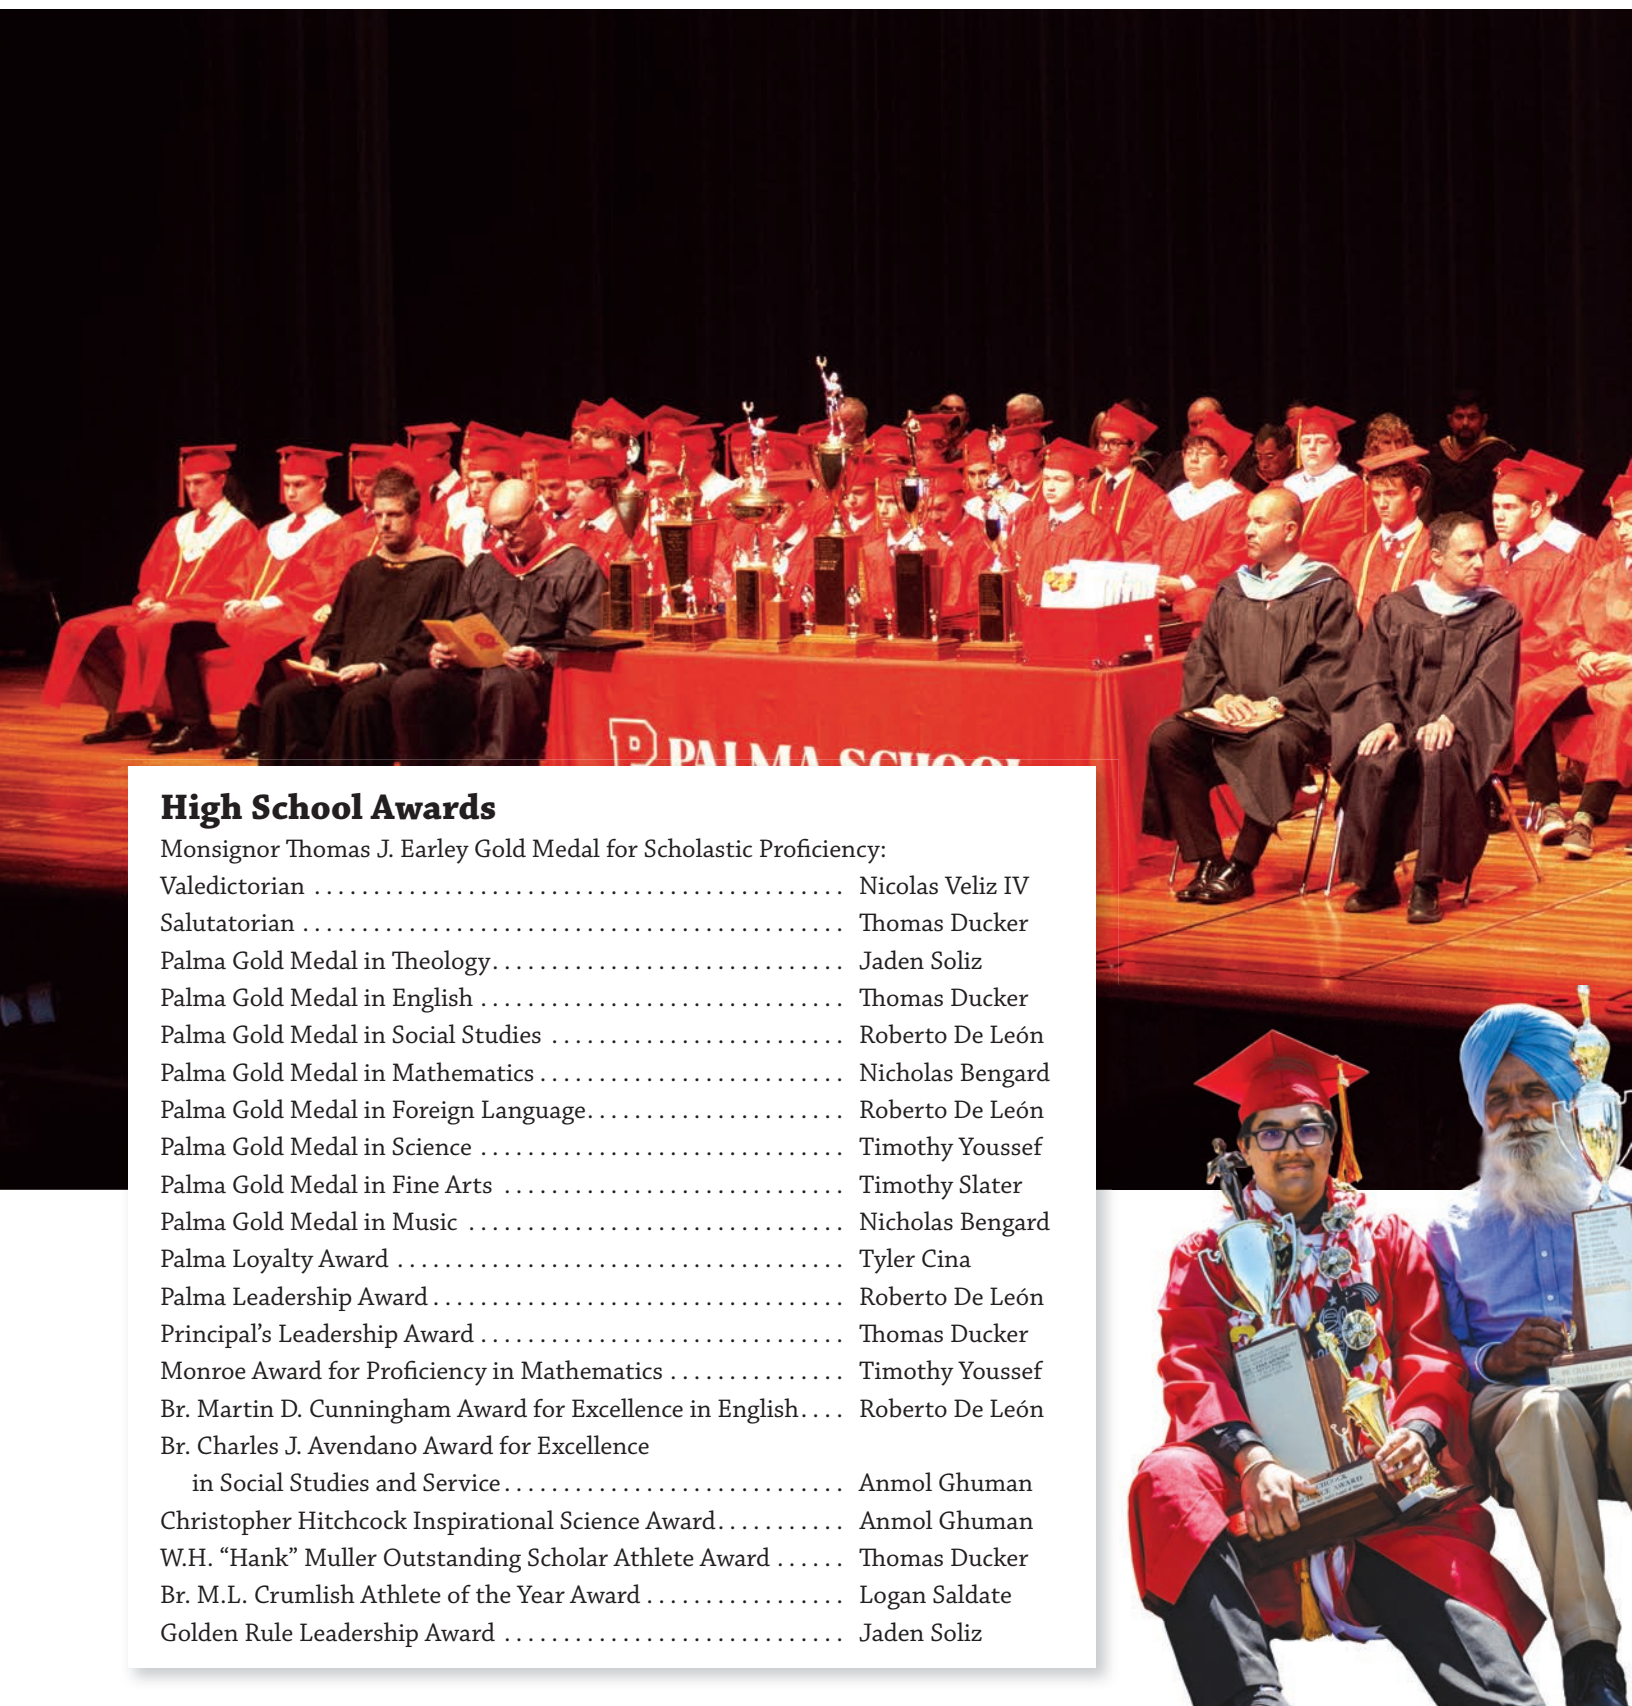 P PALMA SCHOOL
High School Awards
Monsignor Thomas J. Earley Gold Medal for Scholastic Proficiency:
Valedictorian ............................................. Nicolas Veliz IV
Salutatorian .............................................. Thomas Ducker
Palma Gold Medal in Theology.............................. Jaden Soliz
Palma Gold Medal in English ............................... Thomas Ducker
Palma Gold Medal in Social Studies ......................... Roberto De León
Palma Gold Medal in Mathematics .......................... Nicholas Bengard
Palma Gold Medal in Foreign Language...................... Roberto De León
Palma Gold Medal in Science ............................... Timothy Youssef
Palma Gold Medal in Fine Arts ............................. Timothy Slater
Palma Gold Medal in Music ................................ Nicholas Bengard
Palma Loyalty Award ...................................... Tyler Cina
Palma Leadership Award ................................... Roberto De León
Principal’s Leadership Award ............................... Thomas Ducker
Monroe Award for Proficiency in Mathematics ............... Timothy Youssef
Br. Martin D. Cunningham Award for Excellence in English.... Roberto De León
Br. Charles J. Avendano Award for Excellence
in Social Studies and Service............................. Anmol Ghuman
Christopher Hitchcock Inspirational Science Award........... Anmol Ghuman
W.H. “Hank” Muller Outstanding Scholar Athlete Award ...... Thomas Ducker
Br. M.L. Crumlish Athlete of the Year Award ................. Logan Saldate
Golden Rule Leadership Award ............................. Jaden Soliz